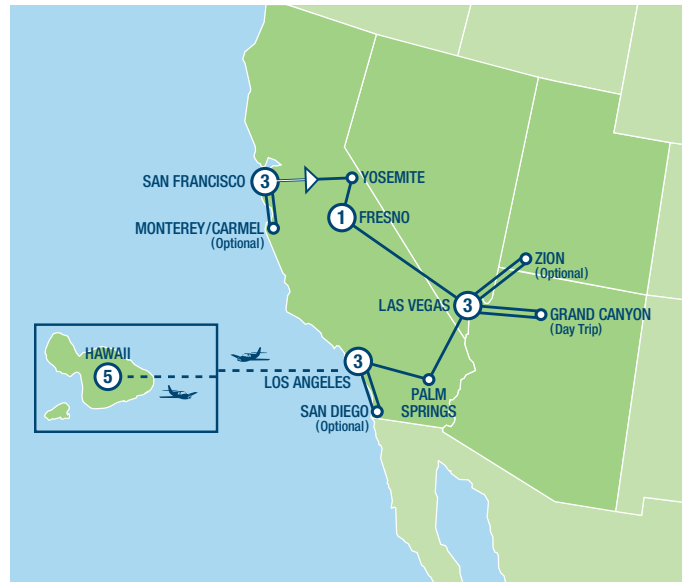 SAN FRANCISCO
3
YOSEMITE
1
FRESNO
MONTEREY/CARMEL
(Optional)
ZION
(Optional)
LAS VEGAS
3
GRAND CANYON
(Day Trip)
HAWAII
5
3
LOS ANGELES
PALM
SPRINGS
SAN DIEGO
(Optional)